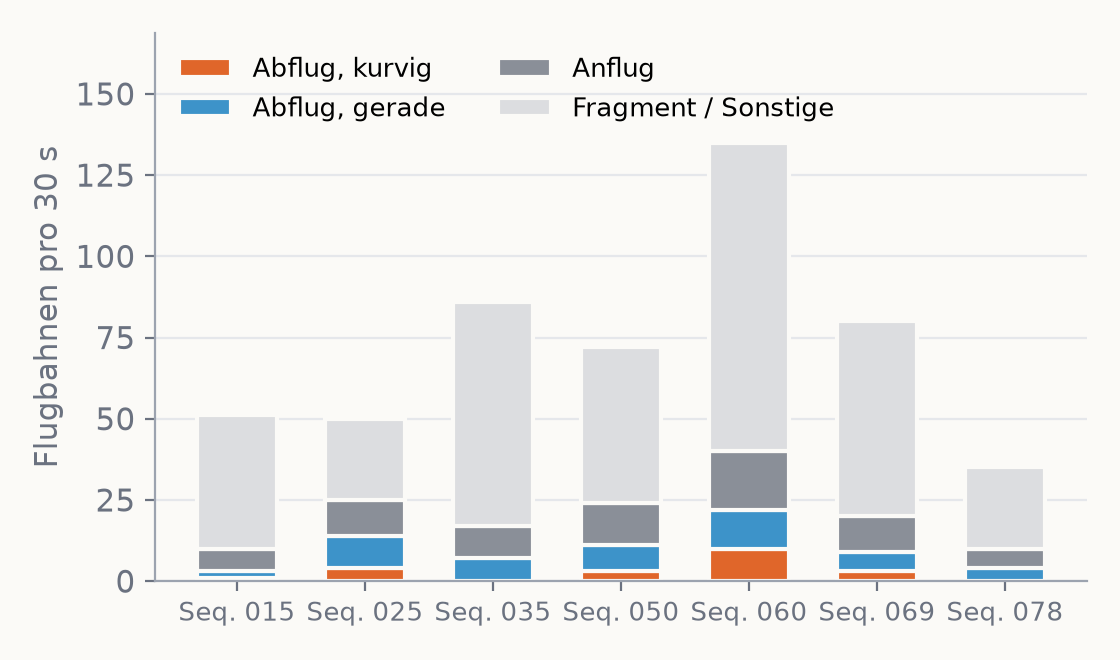 Abflug, kurvig
Abflug, gerade
Anflug
Fragment / Sonstige
Flugbahnen pro 30 s
150
125
100
75
50
25
0
Seq. 015 Seq. 025 Seq. 035 Seq. 050 Seq. 060 Seq. 069 Seq. 078